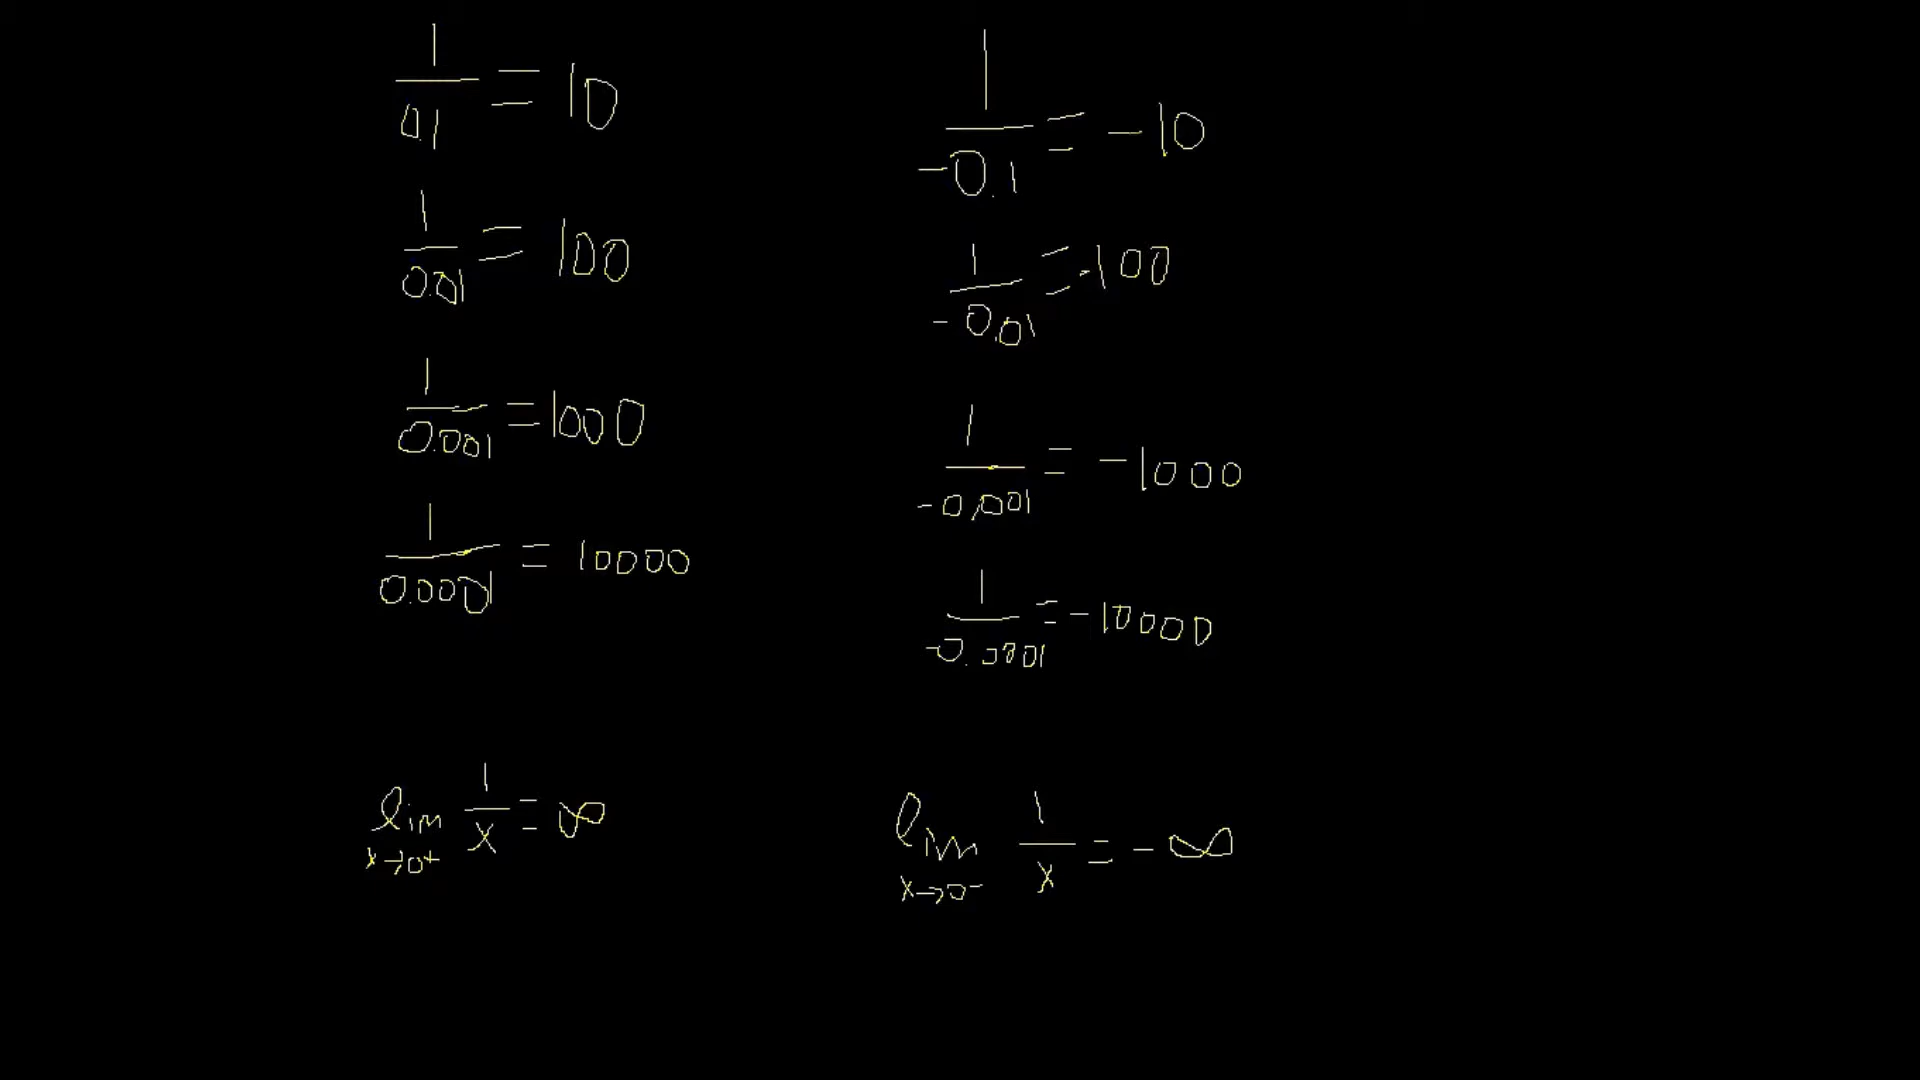 1/0.1 = 10
1/0.01 = 100
1/0.001 = 1000
1/0.0001 = 10000
lim x→0+ 1/x = ∞
1/-0.1 = -10
1/-0.01 = -100
1/-0.001 = -1000
1/-0.0001 = -10000
lim x→0- 1/x = -∞